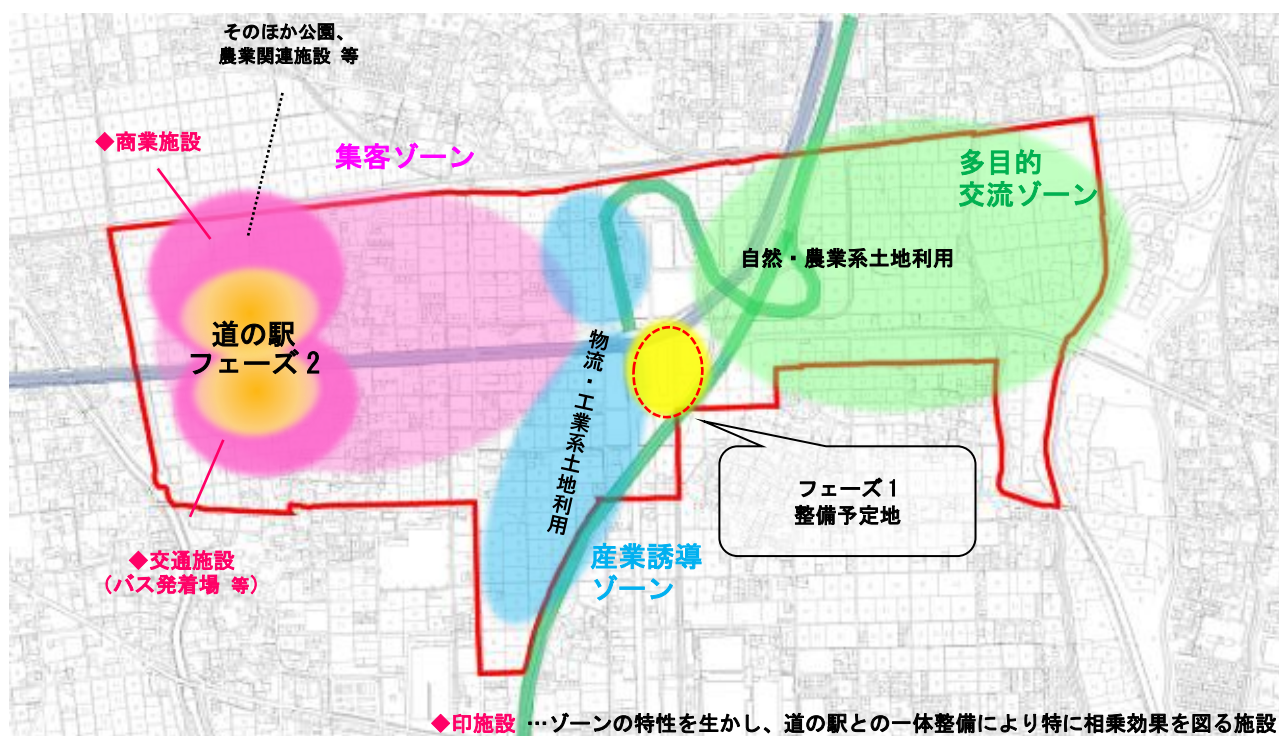 そのほか公園、
農業関連施設 等
◆商業施設
集客ゾーン
多目的
交流ゾーン
自然・農業系土地利用
道の駅
フェーズ2
物流・工業系土地利用
フェーズ1
整備予定地
産業誘導
ゾーン
◆交通施設
(バス発着場 等)
◆印施設 …ゾーンの特性を生かし、道の駅との一体整備により特に相乗効果を図る施設